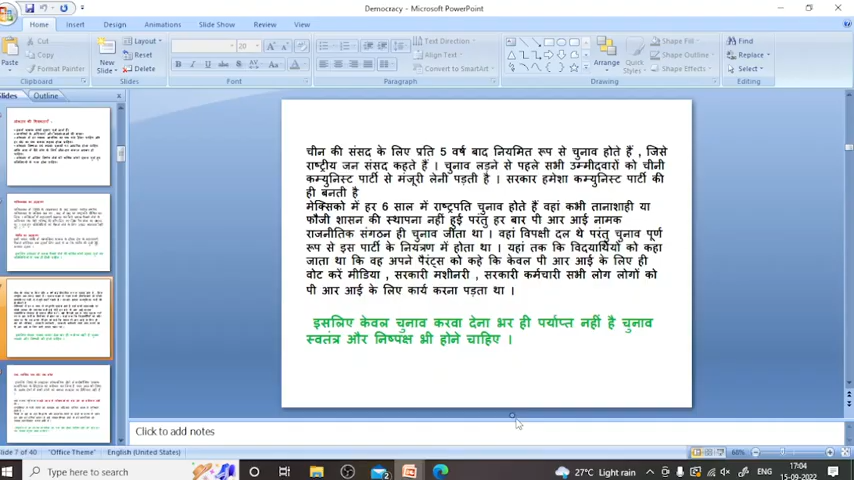 Democracy - Microsoft PowerPoint
Home Insert Design Animations Slide Show Review View
Cut
Copy
Format Painter
Clipboard
Paste
New
Slide
Layout
Reset
Delete
Slides
20
Font
Text Direction
Align Text
Convert to SmartArt
Paragraph
Arrange
Quick
Styles
Shape Fill
Shape Outline
Shape Effects
Drawing
Find
Replace
Select
Editing
Slides Outline
चीन की संसद के लिए प्रति 5 वर्ष बाद नियमित रूप से चुनाव होते हैं , जिसे
राष्ट्रीय जन संसद कहते हैं । चुनाव लड़ने से पहले सभी उम्मीदवारों को चीनी
कम्युनिस्ट पार्टी से मंजूरी लेनी पड़ती है । सरकार हमेशा कम्युनिस्ट पार्टी की
ही बनती है
मेक्सिको में हर 6 साल में राष्ट्रपति चुनाव होते हैं वहां कभी तानाशाही या
फौजी शासन की स्थापना नहीं हुई परंतु हर बार पी आर आई नामक
राजनीतिक संगठन ही चुनाव जीतता था । वहां विपक्षी दल थे परंतु चुनाव पूर्ण
रूप से इस पार्टी के नियंत्रण में होता था । यहां तक कि विद्यार्थियों को कहा
जाता था कि वह अपने पैरंट्स को कहे कि केवल पी आर आई के लिए ही
वोट करें मीडिया , सरकारी मशीनरी , सरकारी कर्मचारी सभी लोग लोगों को
पी आर आई के लिए कार्य करना पड़ता था ।
इसलिए केवल चुनाव करवा देना भर ही पर्याप्त नहीं है चुनाव
स्वतंत्र और निष्पक्ष भी होने चाहिए ।
Click to add notes
Slide 7 of 40 "Office Theme" English (United States) 60%
Type here to search
27°C Light rain
ENG
17:04
15-09-2022